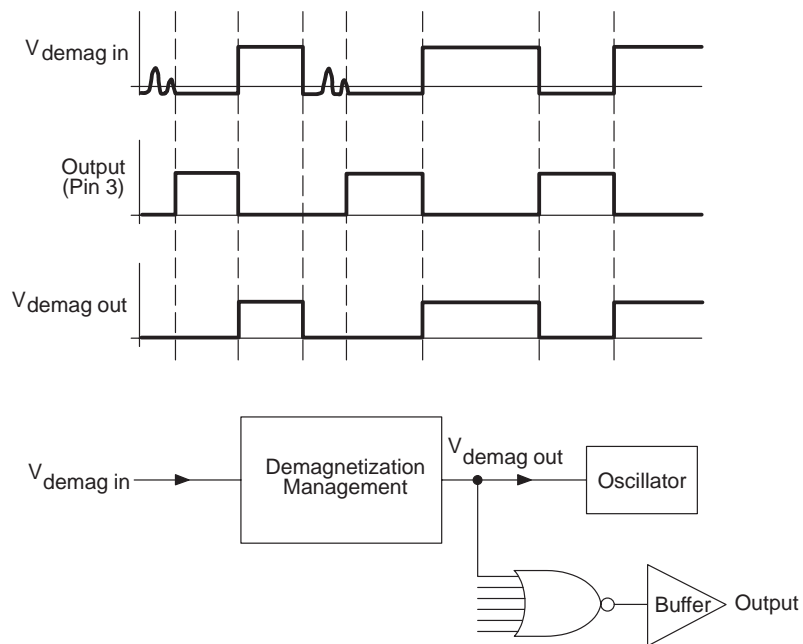 V demag in
Output
(Pin 3)
V demag out
V demag in
Demagnetization
Management
V demag out
Oscillator
Buffer
Output